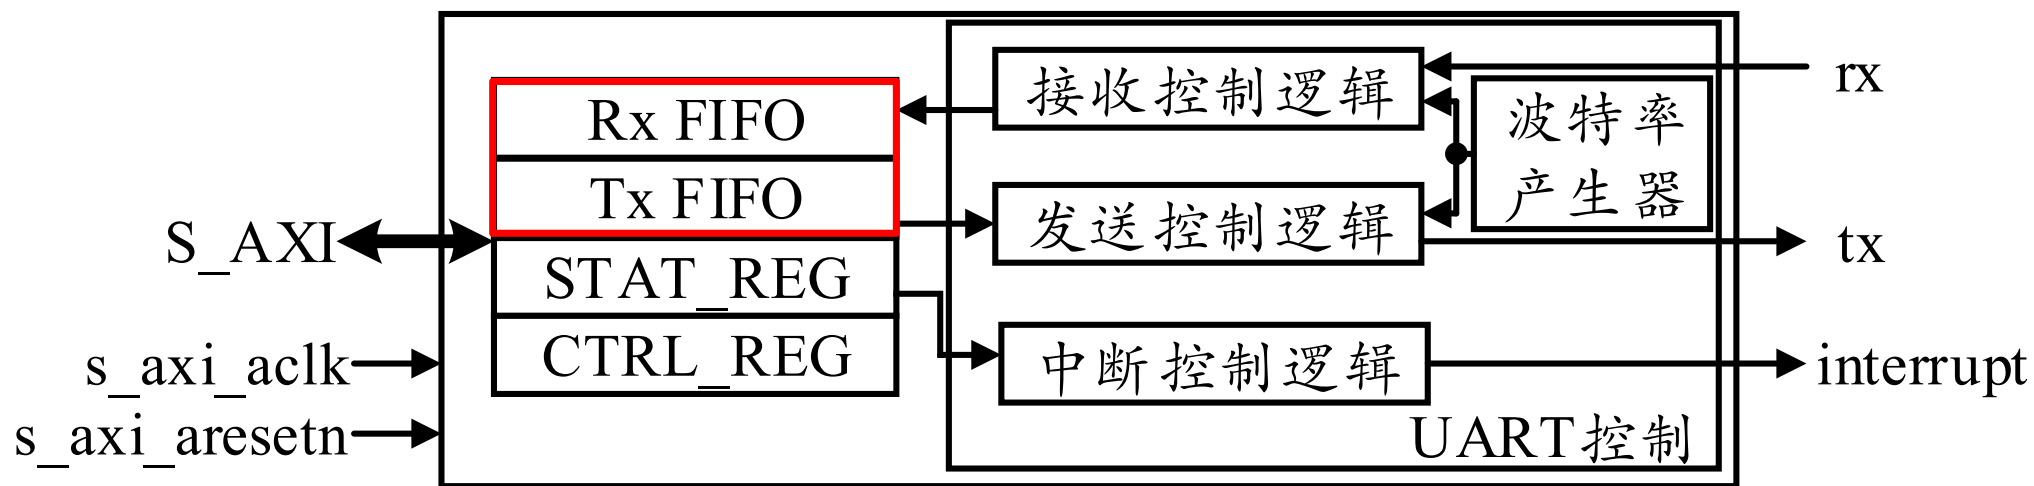 Rx FIFO
Tx FIFO
STAT_REG
CTRL_REG
S_AXI
s_axi_aclk
s_axi_aresetn
接收控制逻辑
发送控制逻辑
中断控制逻辑
波特率
产生器
UART控制
rx
tx
interrupt